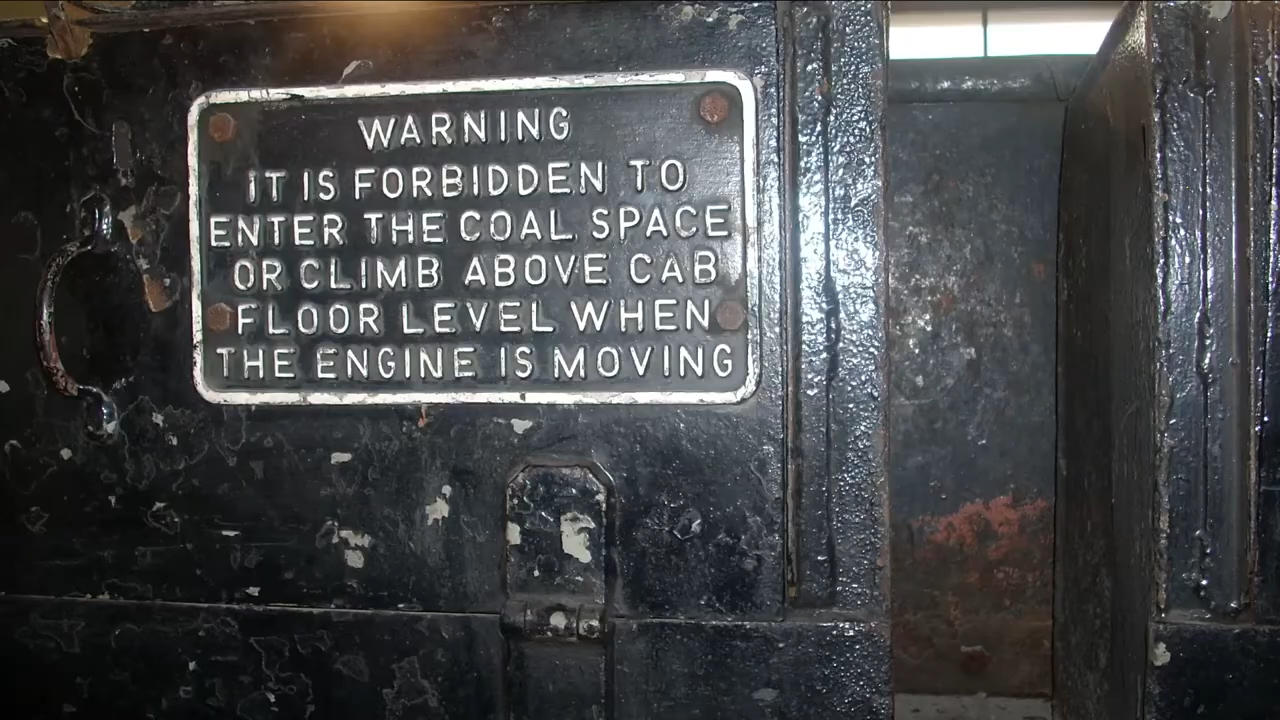 WARNING
IT IS FORBIDDEN TO
ENTER THE COAL SPACE
OR CLIMB ABOVE CAB
FLOOR LEVEL WHEN
THE ENGINE IS MOVING